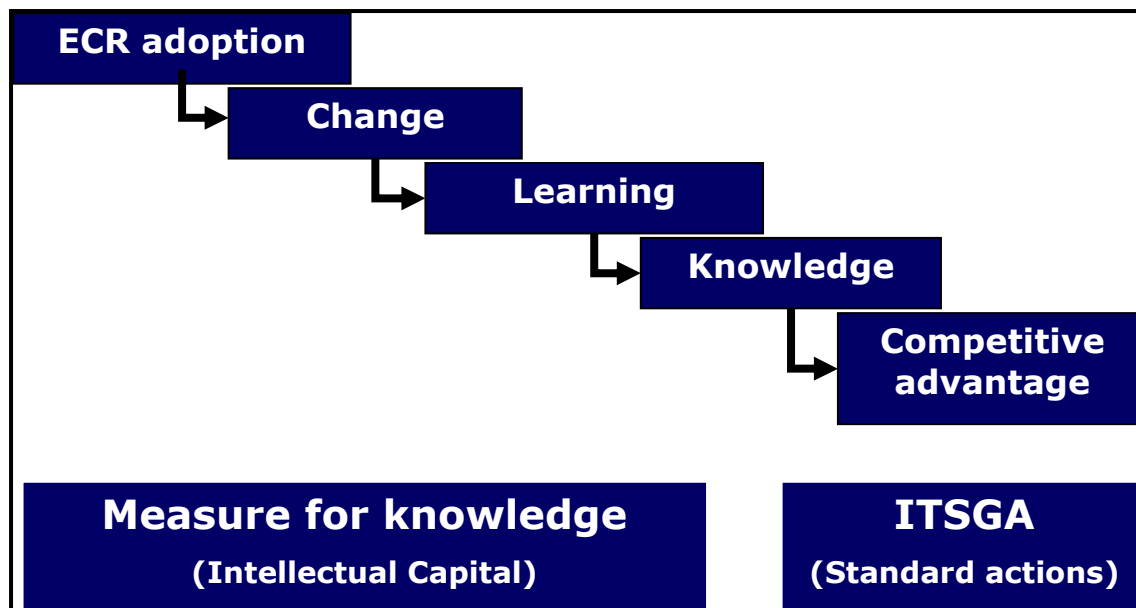 ECR adoption
Change
Learning
Knowledge
Competitive
advantage
Measure for knowledge
(Intellectual Capital)
ITSGA
(Standard actions)